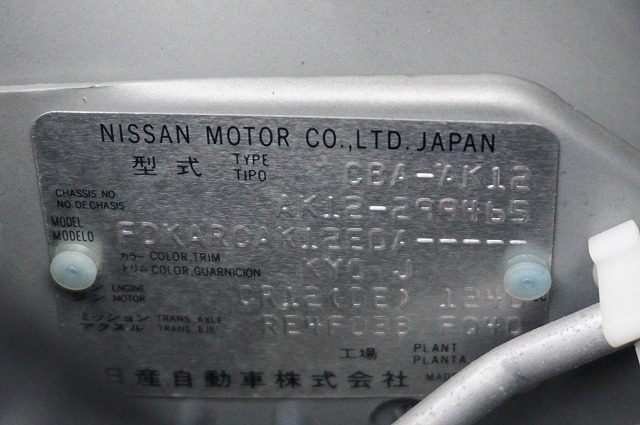 NISSAN MOTOR CO.,LTD. JAPAN
型式 TYPE TIPO CBA-AK12
CHASSIS NO. NO DE CHASIS AK12-299465
MODEL MODELO
カラー COLOR,TRIM
トリム COLOR,GUARNICION KY0 J
ENGINE MOTOR CR12(DE) 1240 cc
ミッション TRANS. AXLE
アクスル TRANS. EJE RE4F03B FQ40
工場 PLANT PLANTA
日産自動車株式会社 MADE